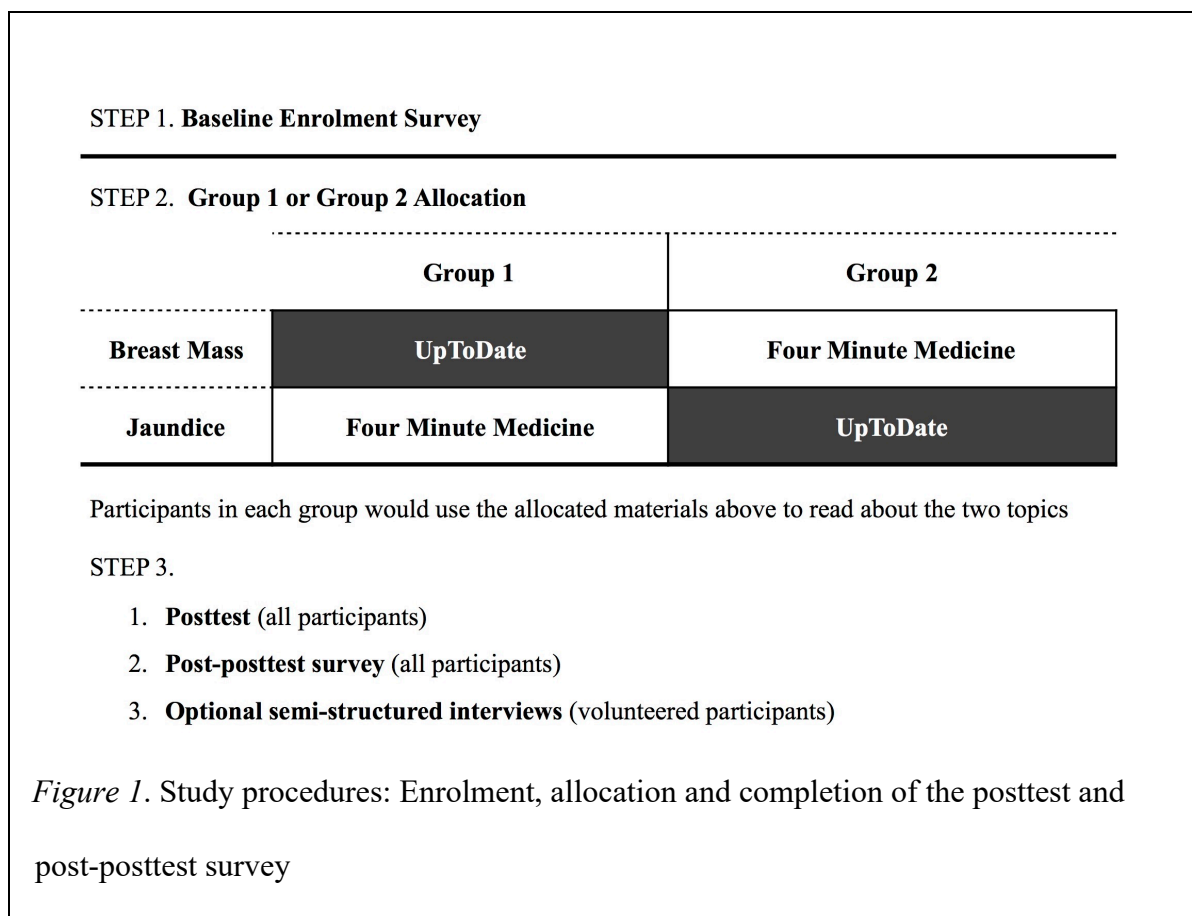 STEP 1. Baseline Enrolment Survey
STEP 2. Group 1 or Group 2 Allocation
Group 1 Group 2
Breast Mass UpToDate Four Minute Medicine
Jaundice Four Minute Medicine UpToDate
Participants in each group would use the allocated materials above to read about the two topics
STEP 3.
1. Posttest (all participants)
2. Post-posttest survey (all participants)
3. Optional semi-structured interviews (volunteered participants)
Figure 1. Study procedures: Enrolment, allocation and completion of the posttest and
post-posttest survey